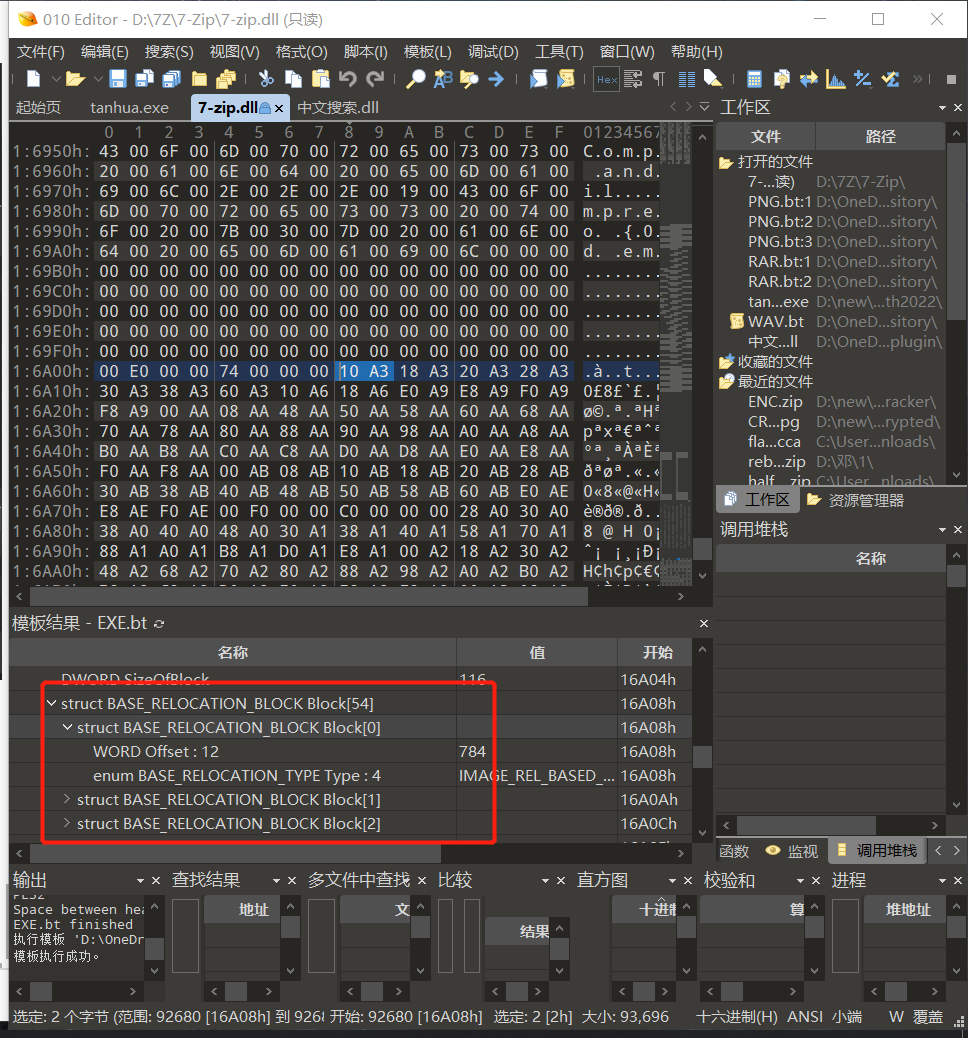 010 Editor - D:\7Z\7-Zip\7-zip.dll (只读)
文件(F) 编辑(E) 搜索(S) 视图(V) 格式(O) 脚本(I) 模板(L) 调试(D) 工具(T) 窗口(W) 帮助(H)
起始页 tanhua.exe 7-zip.dll 中文搜索.dll
0 1 2 3 4 5 6 7 8 9 A B C D E F 01234567
1:6950h: 43 00 6F 00 6D 00 70 00 72 00 65 00 73 00 73 00 C.o.m.p.
1:6960h: 20 00 61 00 6E 00 64 00 20 00 65 00 6D 00 61 00 .a.n.d.
1:6970h: 69 00 6C 00 2E 00 2E 00 2E 00 19 00 43 00 6F 00 i.l.....
1:6980h: 6D 00 70 00 72 00 65 00 73 00 73 00 20 00 74 00 m.p.r.e.
1:6990h: 6F 00 20 00 7B 00 30 00 7D 00 20 00 61 00 6E 00 o. .{.0.
1:69A0h: 64 00 20 00 65 00 6D 00 61 00 69 00 6C 00 00 00 d. .e.m.
1:69B0h: 00 00 00 00 00 00 00 00 00 00 00 00 00 00 00 00 ........
1:69C0h: 00 00 00 00 00 00 00 00 00 00 00 00 00 00 00 00 ........
1:69D0h: 00 00 00 00 00 00 00 00 00 00 00 00 00 00 00 00 ........
1:69E0h: 00 00 00 00 00 00 00 00 00 00 00 00 00 00 00 00 ........
1:69F0h: 00 00 00 00 00 00 00 00 00 00 00 00 00 00 00 00 ........
1:6A00h: 00 E0 00 00 74 00 00 00 10 A3 18 A3 20 A3 28 A3 .à..t...
1:6A10h: 30 A3 38 A3 60 A3 10 A6 18 A6 E0 A9 E8 A9 F0 A9 0£8£`£.¦
1:6A20h: F8 A9 00 AA 08 AA 48 AA 50 AA 58 AA 60 AA 68 AA ø©.ª.ªHª
1:6A30h: 70 AA 78 AA 80 AA 88 AA 90 AA 98 AA A0 AA A8 AA pªxª€ªˆª
1:6A40h: B0 AA B8 AA C0 AA C8 AA D0 AA D8 AA E0 AA E8 AA °ª¸ªÀªÈª
1:6A50h: F0 AA F8 AA 00 AB 08 AB 10 AB 18 AB 20 AB 28 AB ðªøª.«.«
1:6A60h: 30 AB 38 AB 40 AB 48 AB 50 AB 58 AB 60 AB E0 AE 0«8«@«H«
1:6A70h: E8 AE F0 AE 00 F0 00 00 C0 00 00 00 28 A0 30 A0 è®ð®.ð..
1:6A80h: 38 A0 40 A0 48 A0 30 A1 38 A1 40 A1 58 A1 70 A1 8 @ H 0¡
1:6A90h: 88 A1 A0 A1 B8 A1 D0 A1 E8 A1 00 A2 18 A2 30 A2 ˆ¡ ¡¸¡Ð¡
1:6AA0h: 48 A2 68 A2 70 A2 80 A2 88 A2 98 A2 A0 A2 B0 A2 H¢h¢p¢€¢
工作区
文件 路径
打开的文件
7-...读) D:\7Z\7-Zip\
PNG.bt:1 D:\OneD...sitory\
PNG.bt:2 D:\OneD...sitory\
PNG.bt:3 D:\OneD...sitory\
RAR.bt:1 D:\OneD...sitory\
RAR.bt:2 D:\OneD...sitory\
tan...exe D:\new\...th2022\
WAV.bt D:\OneD...sitory\
中文...ll D:\OneD...plugin\
收藏的文件
最近的文件
ENC.zip D:\new\...racker\
CR...pg D:\new\...rypted\
fla...cca C:\User...nloads\
reb...zip D:\邓\1\
half zip C:\User...nloads\
工作区 资源管理器
调用堆栈
名称
函数 监视 调用堆栈
模板结果 - EXE.bt
名称 值 开始
DWORD SizeOfBlock 116 16A04h
struct BASE_RELOCATION_BLOCK Block[54] 16A08h
struct BASE_RELOCATION_BLOCK Block[0] 16A08h
WORD Offset : 12 784 16A08h
enum BASE_RELOCATION_TYPE Type : 4 IMAGE_REL_BASED_... 16A08h
struct BASE_RELOCATION_BLOCK Block[1] 16A0Ah
struct BASE_RELOCATION_BLOCK Block[2] 16A0Ch
输出 查找结果 多文件中查找 比较 直方图 校验和 进程
地址 文 结果 十进制 算 堆地址
Space between hea
EXE.bt finished
执行模板 'D:\OneDr
模板执行成功。
选定: 2 个字节 (范围: 92680 [16A08h] 到 9268 开始: 92680 [16A08h] 选定: 2 [2h] 大小: 93,696 十六进制(H) ANSI 小端 W 覆盖